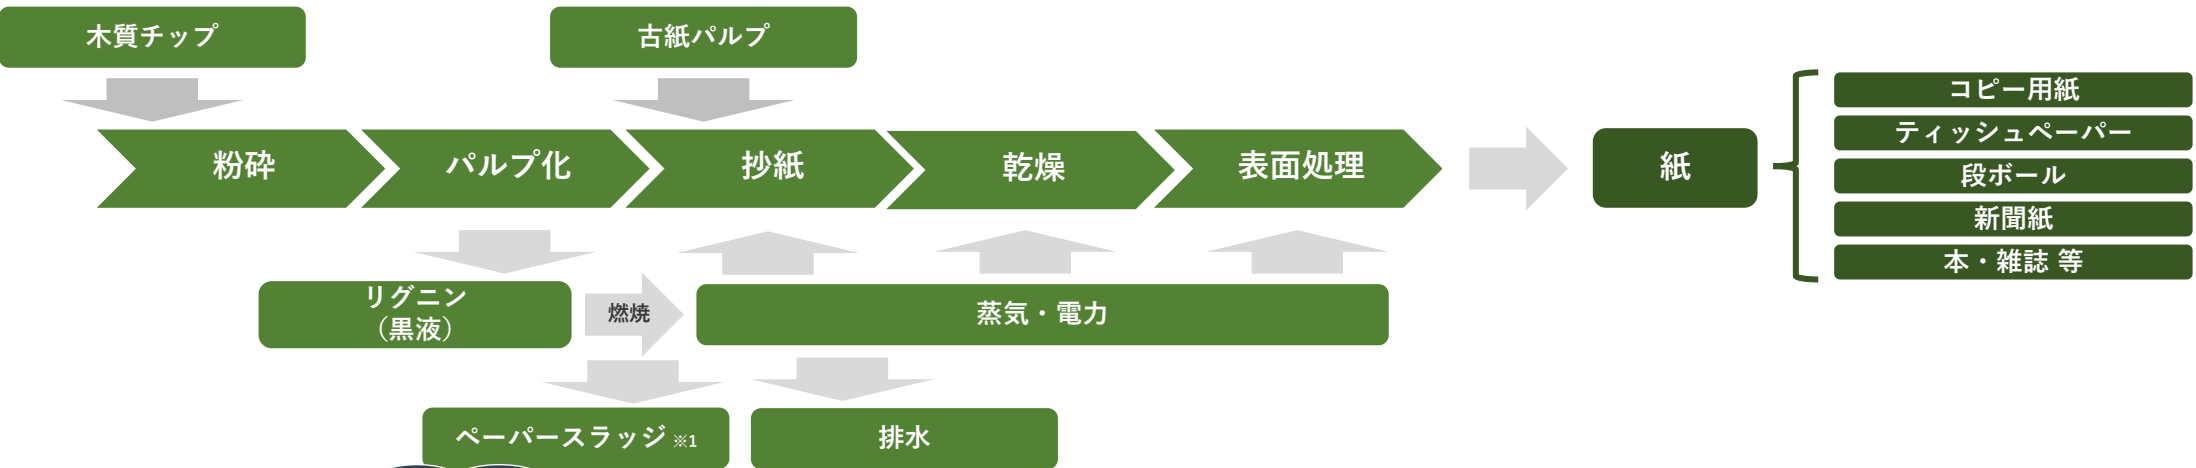 木質チップ
古紙パルプ
粉砕
パルプ化
抄紙
乾燥
表面処理
紙
コピー用紙
ティッシュペーパー
段ボール
新聞紙
本・雑誌 等
リグニン
（黒液）
燃焼
蒸気・電力
ペーパースラッジ ※1
排水